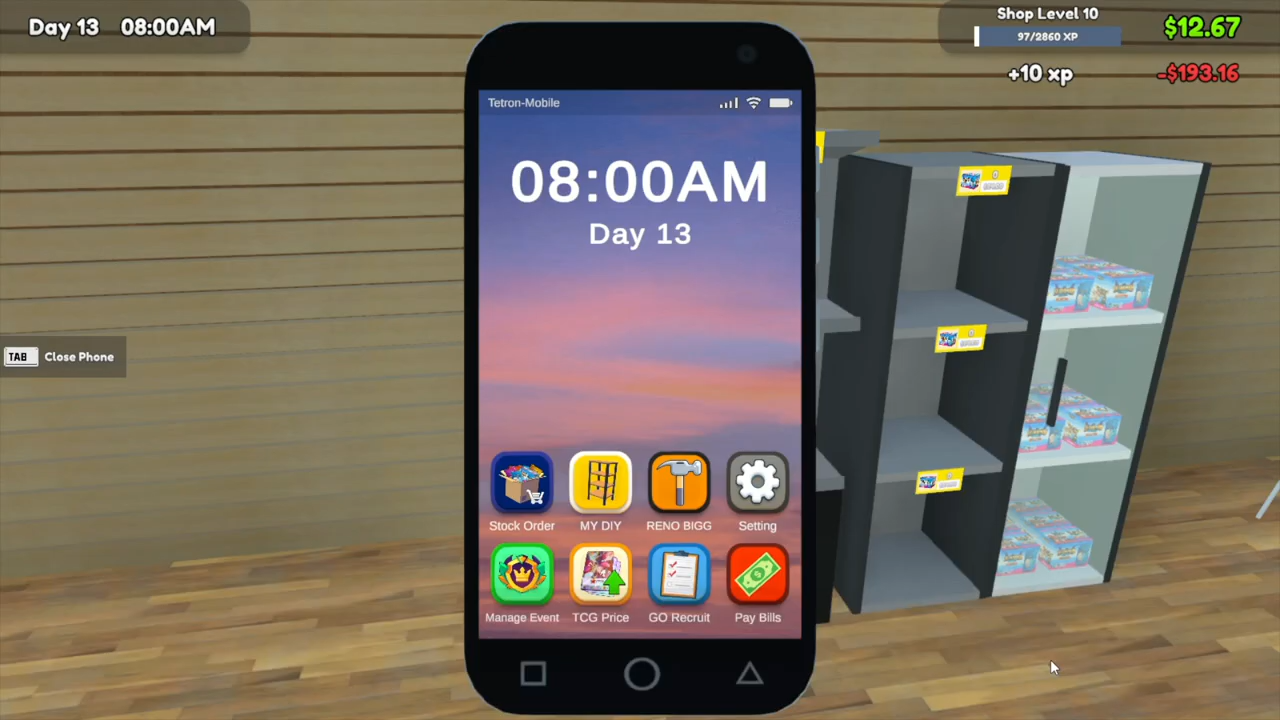 Day 13 08:00AM
Shop Level 10
97/2860 XP
$12.67
+10 xp
-$193.16
Tetron-Mobile
08:00AM
Day 13
TAB Close Phone
Stock Order
MY DIY
RENO BIGG
Setting
Manage Event
TCG Price
GO Recruit
Pay Bills